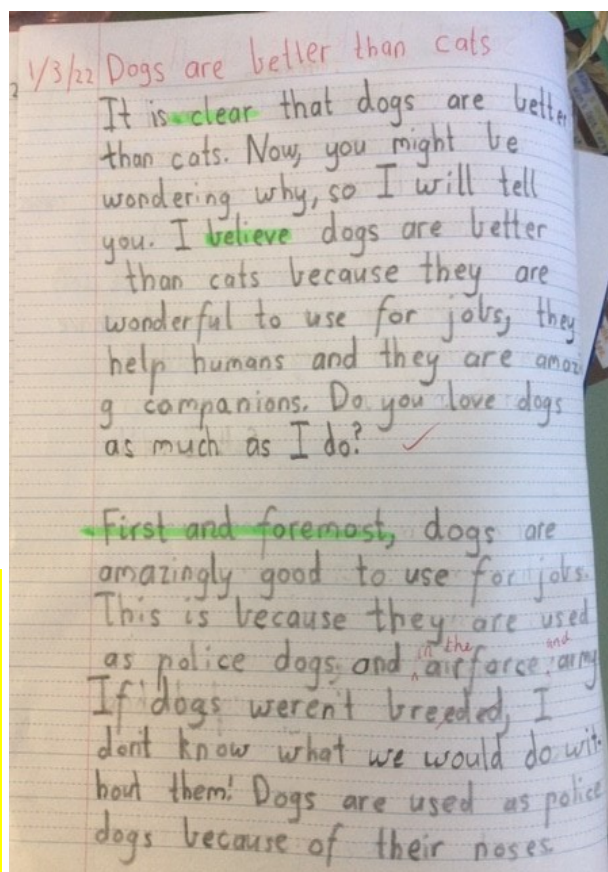 1/3/22 Dogs are better than cats
It is clear that dogs are better
than cats. Now, you might be
wondering why, so I will tell
you. I believe dogs are better
than cats because they are
wonderful to use for jobs, they
help humans and they are amazi
g companions. Do you love dogs
as much as I do?
First and foremost, dogs are
amazingly good to use for jobs.
This is because they are used
as police dogs and in the airforce and army
If dogs weren't breeded, I
dont know what we would do wit-
hout them! Dogs are used as police
dogs because of their noses